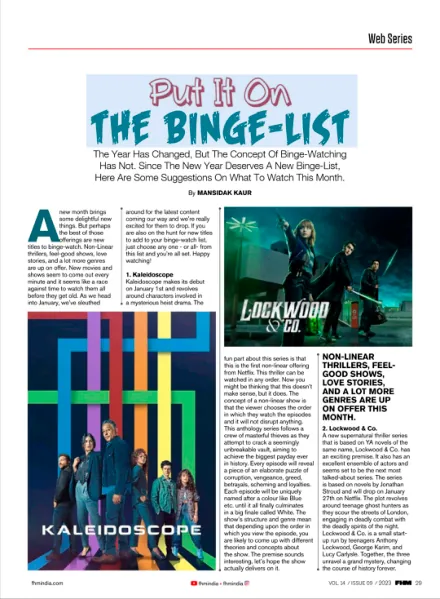 Web Series
Put It On
THE BINGE-LIST
The Year Has Changed, But The Concept Of Binge-Watching
Has Not. Since The New Year Deserves A New Binge-List,
Here Are Some Suggestions On What To Watch This Month.
By MANSIDAK KAUR
A new month brings
some delightful new
things. But perhaps
the best of those
offerings are new
titles to binge-watch. Non-Linear
thrillers, feel-good shows, love
stories, and a lot more genres
are up on offer. New movies and
shows seem to come out every
minute and it seems like a race
against time to watch them all
before they get old. As we head
into January, we've sleuthed
around for the latest content
coming our way and we're really
excited for them to drop. If you
are also on the hunt for new titles
to add to your binge-watch list,
just choose any one - or all- from
this list and you're all set. Happy
watching!
1. Kaleidoscope
Kaleidoscope makes its debut
on January 1st and revolves
around characters involved in
a mysterious heist drama. The
KALEIDOSCOPE
LOCKWOOD
& CO.
fun part about this series is that
this is the first non-linear offering
from Netflix. This thriller can be
watched in any order. Now you
might be thinking that this doesn't
make sense, but it does. The
concept of a non-linear show is
that the viewer chooses the order
in which they watch the episodes
and it will not disrupt anything.
This anthology series follows a
crew of masterful thieves as they
attempt to crack a seemingly
unbreakable vault, aiming to
achieve the biggest payday ever
in history. Every episode will reveal
a piece of an elaborate puzzle of
corruption, vengeance, greed,
betrayals, scheming and loyalties.
Each episode will be uniquely
named after a colour like Blue
etc. until it all finally culminates
in a big finale called White. The
show's structure and genre mean
that depending upon the order in
which you view the episode, you
are likely to come up with different
theories and concepts about
the show. The premise sounds
interesting, let's hope the show
actually delivers on it.
NON-LINEAR
THRILLERS, FEEL-
GOOD SHOWS,
LOVE STORIES,
AND A LOT MORE
GENRES ARE UP
ON OFFER THIS
MONTH.
2. Lockwood & Co.
A new supernatural thriller series
that is based on YA novels of the
same name, Lockwood & Co. has
an exciting premise. It also has an
excellent ensemble of actors and
seems set to be the next most
talked-about series. The series
is based on novels by Jonathan
Stroud and will drop on January
27th on Netflix. The plot revolves
around teenage ghost hunters as
they scour the streets of London,
engaging in deadly combat with
the deadly spirits of the night.
Lockwood & Co. is a small start-
up run by teenagers Anthony
Lockwood, George Karim, and
Lucy Carlyle. Together, the three
unravel a grand mystery, changing
the course of history forever.
fhmindia.com
fhmindia • fhmindia
VOL 14 / ISSUE 09 / 2023 FHM 29